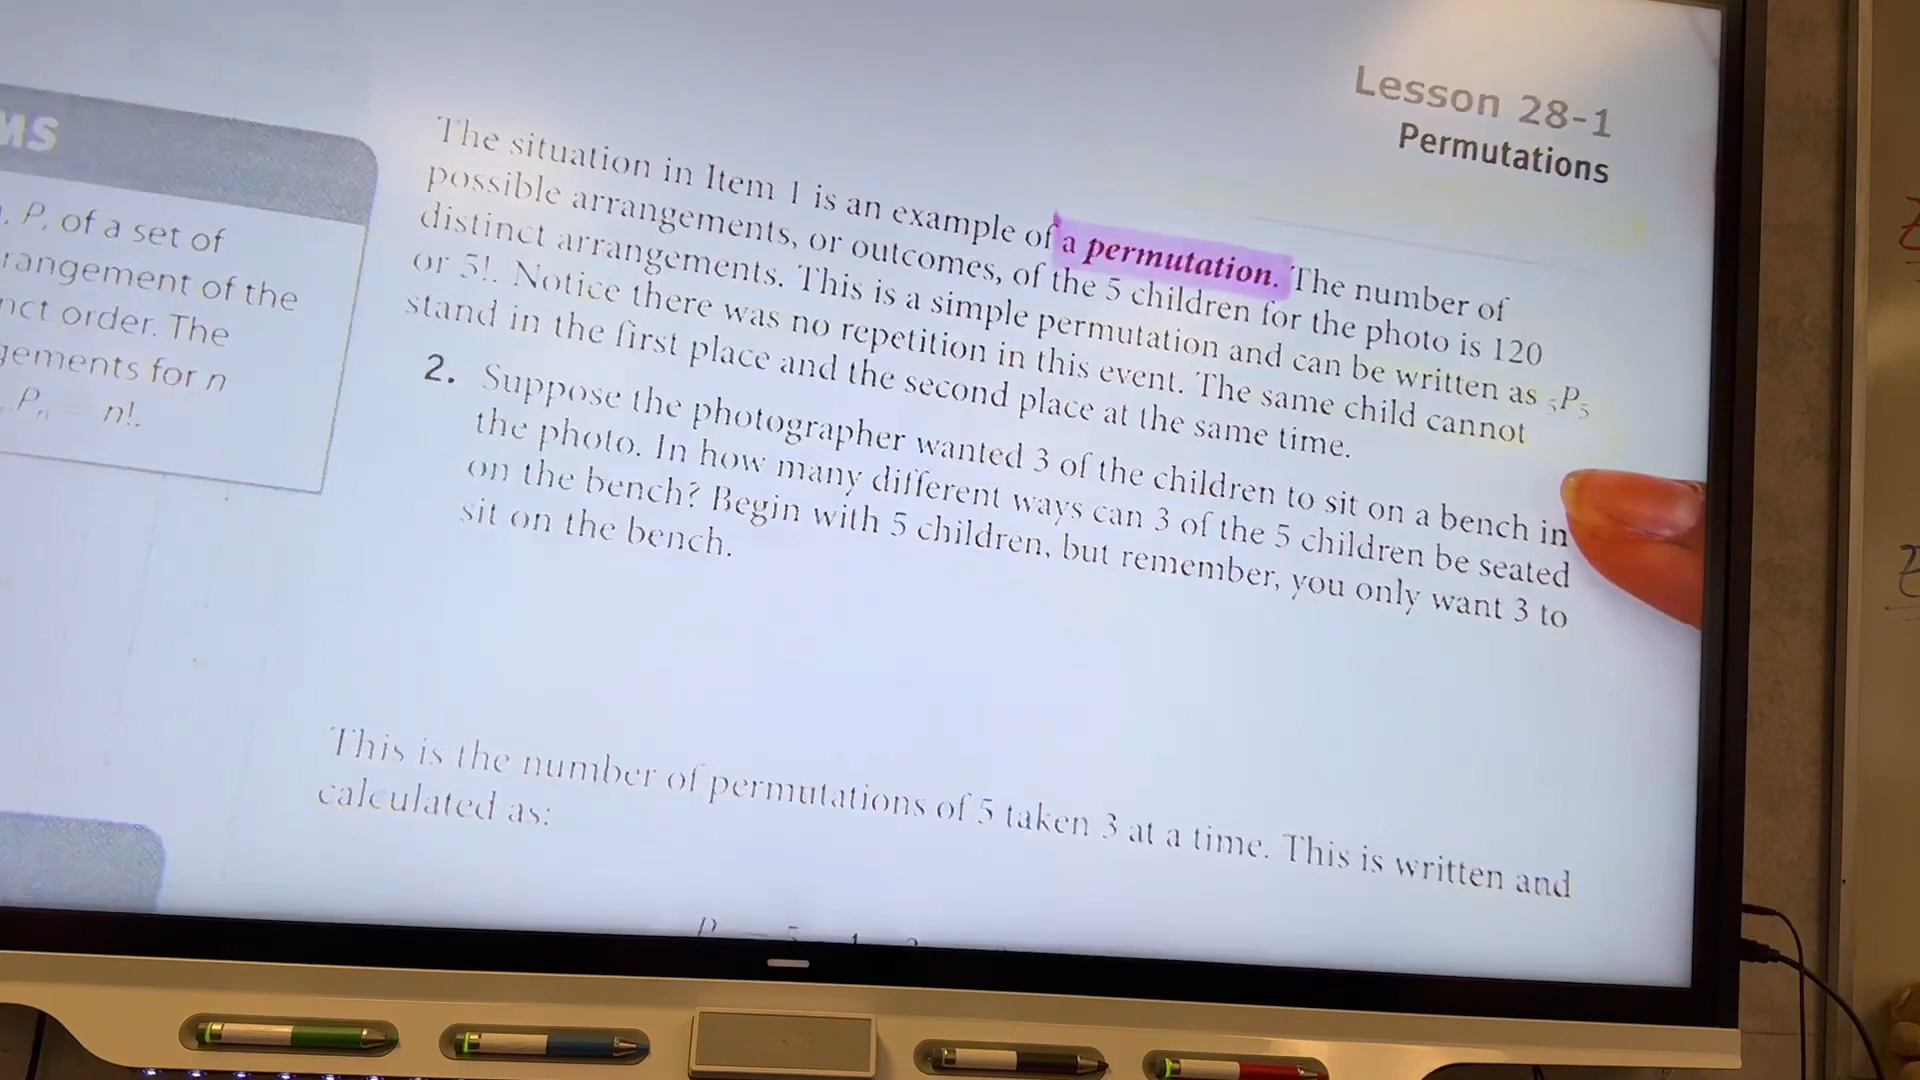 Lesson 28-1
Permutations
MS
P, of a set of
rangement of the
nct order. The
gements for n
Pn n!.
The situation in Item 1 is an example of a permutation. The number of
possible arrangements, or outcomes, of the 5 children for the photo is 120
distinct arrangements. This is a simple permutation and can be written as ₅P₅
or 5!. Notice there was no repetition in this event. The same child cannot
stand in the first place and the second place at the same time.
2. Suppose the photographer wanted 3 of the children to sit on a bench in
the photo. In how many different ways can 3 of the 5 children be seated
on the bench? Begin with 5 children, but remember, you only want 3 to
sit on the bench.
This is the number of permutations of 5 taken 3 at a time. This is written and
calculated as: